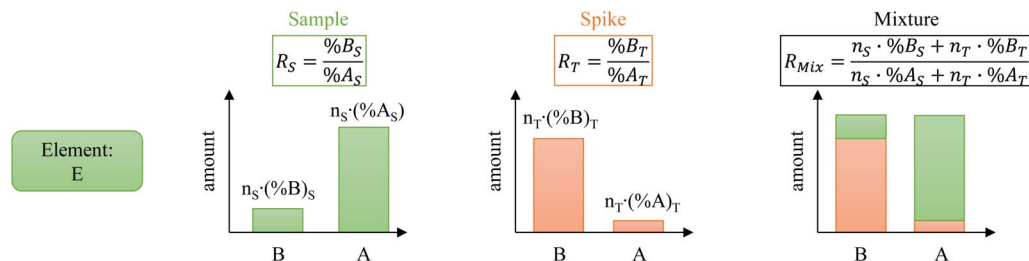 Sample
R_S = %B_S / %A_S
Spike
R_T = %B_T / %A_T
Mixture
R_Mix = n_S · %B_S + n_T · %B_T / n_S · %A_S + n_T · %A_T
Element:
E
amount
n_S·(%B)_S
n_S·(%A_S)
B
A
amount
n_T·(%B)_T
n_T·(%A)_T
B
A
amount
B
A